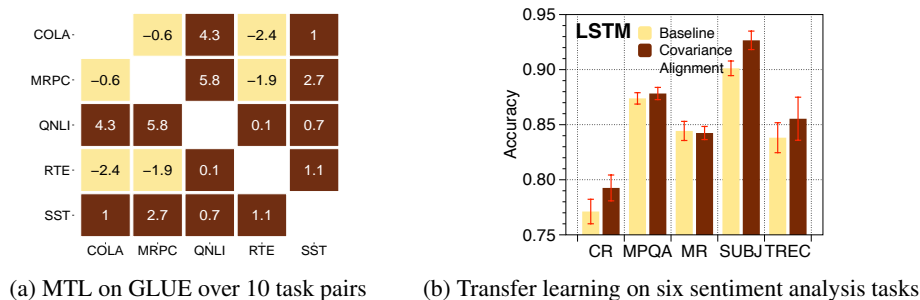 COLA −0.6 4.3 −2.4 1
MRPC −0.6 5.8 −1.9 2.7
QNLI 4.3 5.8 0.1 0.7
RTE −2.4 −1.9 0.1 1.1
SST 1 2.7 0.7 1.1
COLA MRPC QNLI RTE SST
(a) MTL on GLUE over 10 task pairs
LSTM
Baseline
Covariance
Alignment
Accuracy
0.95
0.90
0.85
0.80
0.75
CR MPQA MR SUBJ TREC
(b) Transfer learning on six sentiment analysis tasks